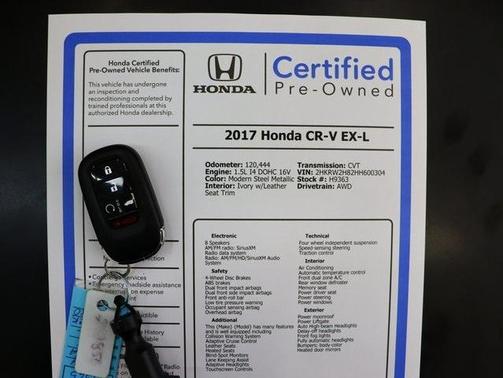 Honda Certified
Pre-Owned Vehicle Benefits:
This vehicle has undergone
an inspection and
reconditioning completed by
trained professionals at this
authorized Honda dealership.
HONDA
Certified
Pre-Owned
2017 Honda CR-V EX-L
Odometer: 120,444
Engine: 1.5L I4 DOHC 16V
Color: Modern Steel Metallic
Interior: Ivory w/Leather
Seat Trim
Transmission: CVT
VIN: 2HKRW2H82HH600304
Stock #: H9363
Drivetrain: AWD
Electronic
8 Speakers
AM/FM radio: SiriusXM
Radio data system
Radio: AM/FM/HD/SiriusXM Audio
System
Safety
4-Wheel Disc Brakes
ABS brakes
Dual front impact airbags
Dual front side impact airbags
Front anti-roll bar
Low tire pressure warning
Occupant sensing airbag
Overhead airbag
Additional
This (Make) (Model) has many features
and is well equipped including
Collision Warning System
Adaptive Cruise Control
Leather Seats
Heated Seats
Blind-Spot Monitors
Lane Keeping Assist
Touchscreen Controls
Technical
Four wheel independent suspension
Speed-sensing steering
Traction control
Interior
Air Conditioning
Automatic temperature control
Front dual zone A/C
Rear window defroster
Memory seat
Power driver seat
Power steering
Power windows
Exterior
Power moonroof
Power Liftgate
Auto High-beam Headlights
Delay-off headlights
Front fog lights
Fully automatic headlights
Bumpers: body-color
Heated door mirrors
Services
Emergency roadside assistance
expense
History